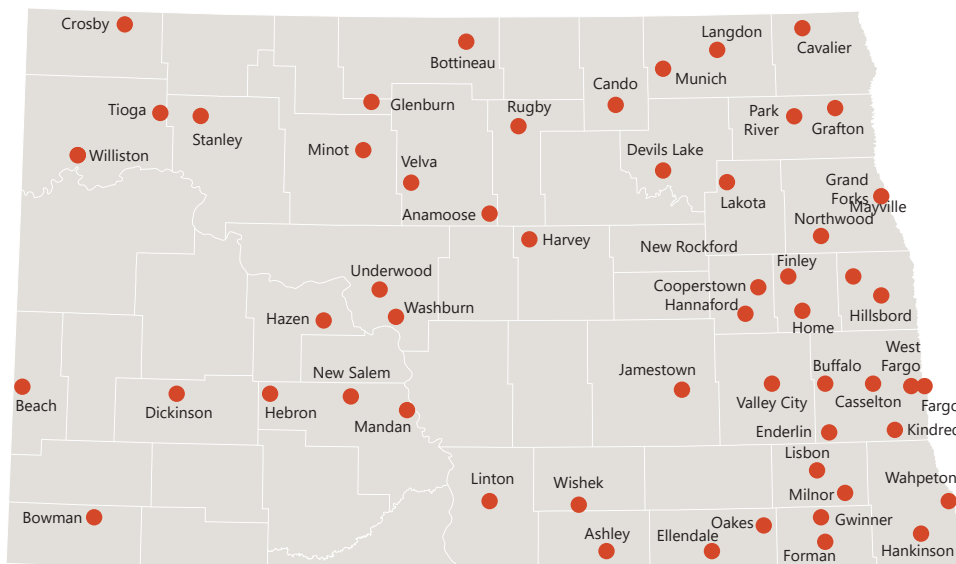 Crosby
Bottineau
Langdon
Cavalier
Munich
Cando
Tioga
Stanley
Glenburn
Rugby
Park
River
Grafton
Williston
Minot
Velva
Devils Lake
Lakota
Grand
Forks
Mayville
Anamoose
Northwood
Harvey
New Rockford
Finley
Underwood
Cooperstown
Hannaford
Washburn
Hazen
Hillsbord
Home
West
Fargo
New Salem
Jamestown
Buffalo
Beach
Dickinson
Hebron
Mandan
Valley City
Casselton
Fargo
Enderlin
Kindred
Lisbon
Linton
Wishek
Milnor
Wahpeton
Bowman
Oakes
Gwinner
Ashley
Ellendale
Forman
Hankinson